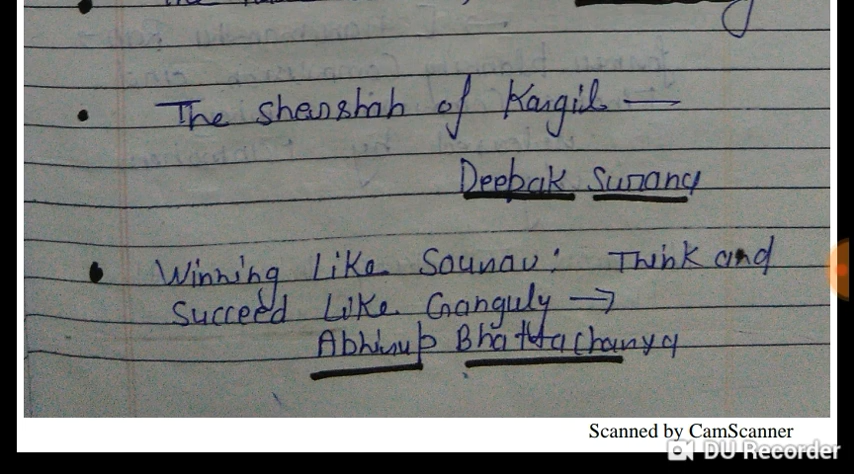 The Shershah of Kargil —
Deepak Surana
Winning Like Sourav: Think and
Succeed Like Ganguly →
Abhirup Bhattacharya
Scanned by CamScanner
DU Recorder